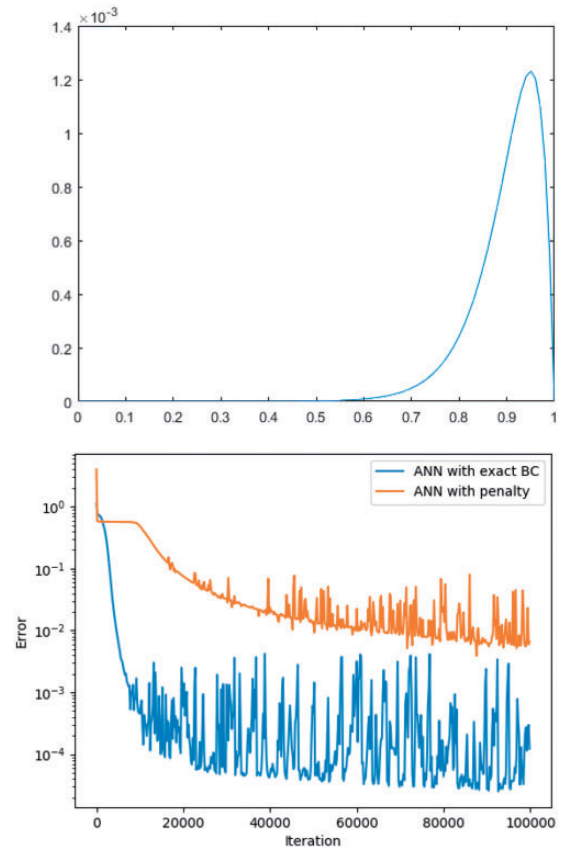 ×10⁻³
1.4
1.2
1
0.8
0.6
0.4
0.2
0
0 0.1 0.2 0.3 0.4 0.5 0.6 0.7 0.8 0.9 1
ANN with exact BC
ANN with penalty
10⁰
10⁻¹
10⁻²
10⁻³
10⁻⁴
Error
0 20000 40000 60000 80000 100000
Iteration